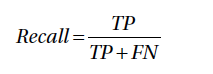 Recall = TP / TP + FN